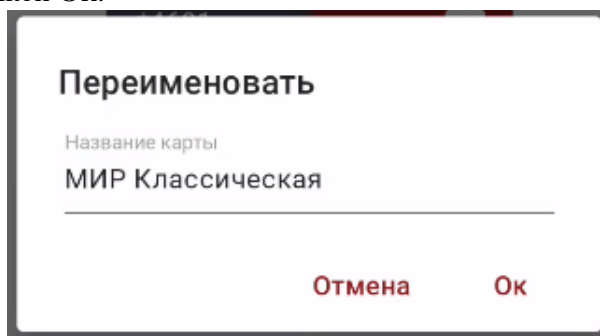 Переименовать
Название карты
МИР Классическая
Отмена Ок